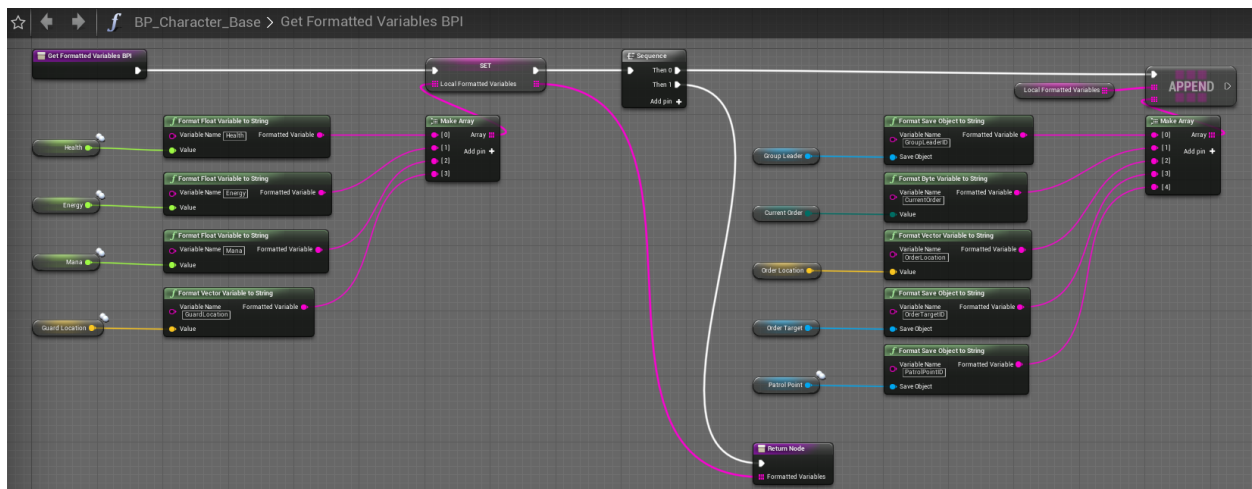 BP_Character_Base > Get Formatted Variables BPI
Get Formatted Variables BPI
SET
Local Formatted Variables
Sequence
Then 0
Then 1
Add pin +
Local Formatted Variables
APPEND
Format Float Variable to String
Variable Name Health Formatted Variable
Value
Health
Format Float Variable to String
Variable Name Energy Formatted Variable
Value
Energy
Format Float Variable to String
Variable Name Mana Formatted Variable
Value
Mana
Format Vector Variable to String
Variable Name Formatted Variable
GuardLocation
Value
Guard Location
Make Array
[0] Array
[1] Add pin +
[2]
[3]
Format Save Object to String
Variable Name Formatted Variable
GroupLeaderID
Save Object
Group Leader
Format Byte Variable to String
Variable Name Formatted Variable
CurrentOrder
Value
Current Order
Format Vector Variable to String
Variable Name Formatted Variable
OrderLocation
Value
Order Location
Format Save Object to String
Variable Name Formatted Variable
OrderTargetID
Save Object
Order Target
Format Save Object to String
Variable Name Formatted Variable
PatrolPointID
Save Object
Patrol Point
Make Array
[0] Array
[1] Add pin +
[2]
[3]
[4]
Return Node
Formatted Variables